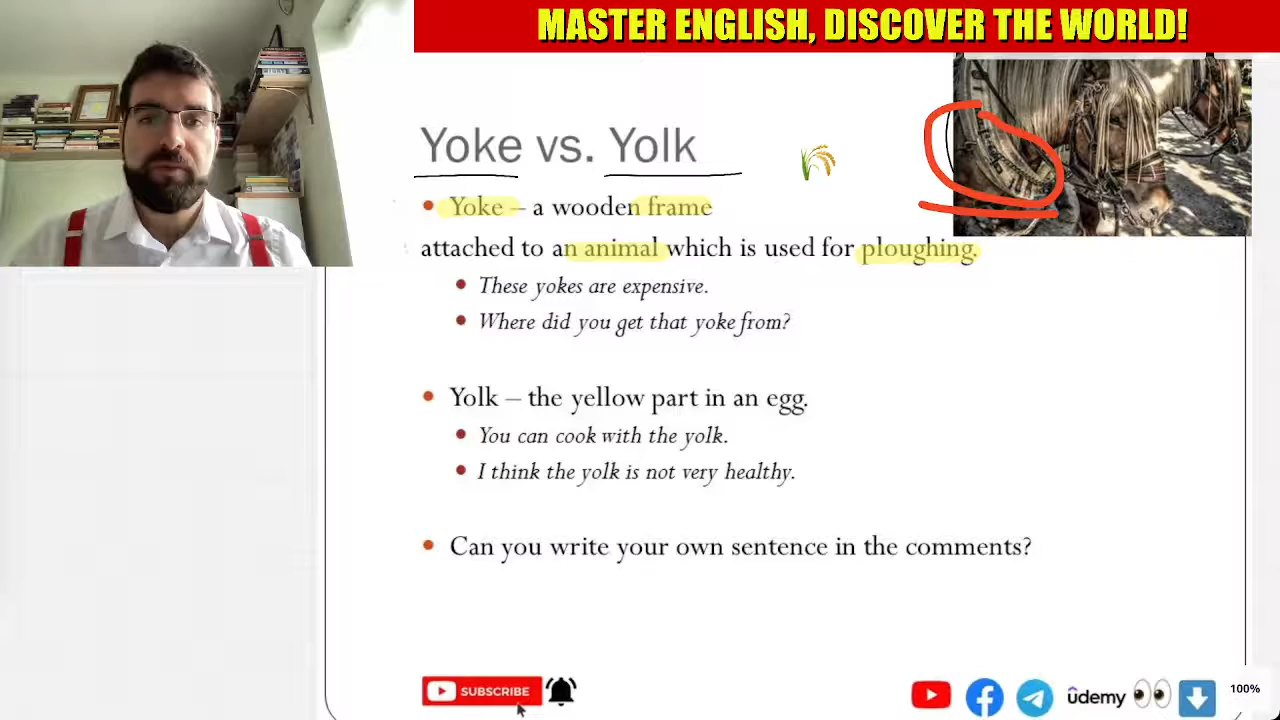 MASTER ENGLISH, DISCOVER THE WORLD!
Yoke vs. Yolk
Yoke – a wooden frame
attached to an animal which is used for ploughing.
These yokes are expensive.
Where did you get that yoke from?
Yolk – the yellow part in an egg.
You can cook with the yolk.
I think the yolk is not very healthy.
Can you write your own sentence in the comments?
SUBSCRIBE
udemy
100%